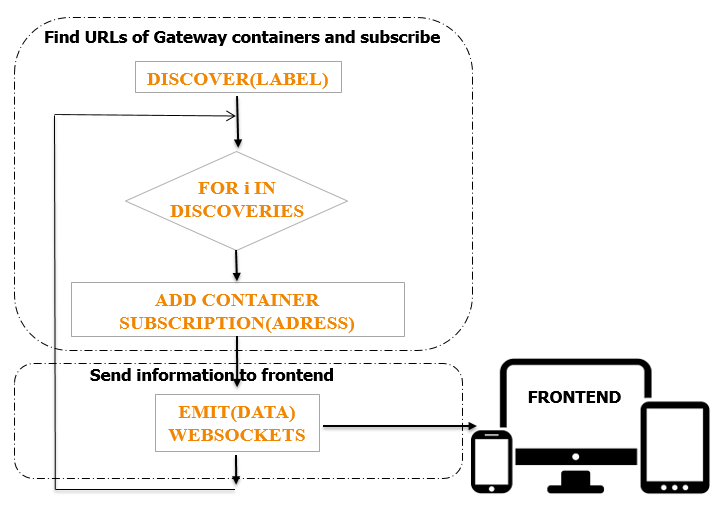 Find URLs of Gateway containers and subscribe
DISCOVER(LABEL)
FOR i IN
DISCOVERIES
ADD CONTAINER
SUBSCRIPTION(ADRESS)
Send information to frontend
EMIT(DATA)
WEBSOCKETS
FRONTEND